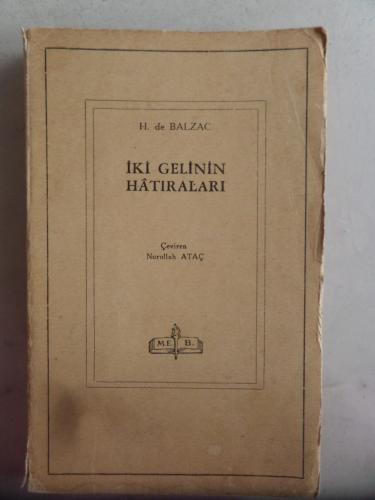 H. de BALZAC
İKİ GELİNİN
HÂTIRALARI
Çeviren
Nurullah ATAÇ
M.E. B.